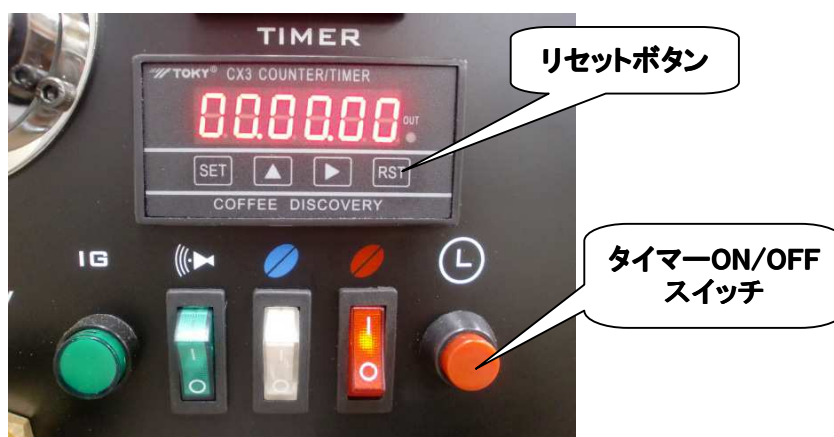 TIMER
リセットボタン
TOKY® CX3 COUNTER/TIMER
00.00.00
OUT
SET
RST
COFFEE DISCOVERY
IG
タイマーON/OFF
スイッチ